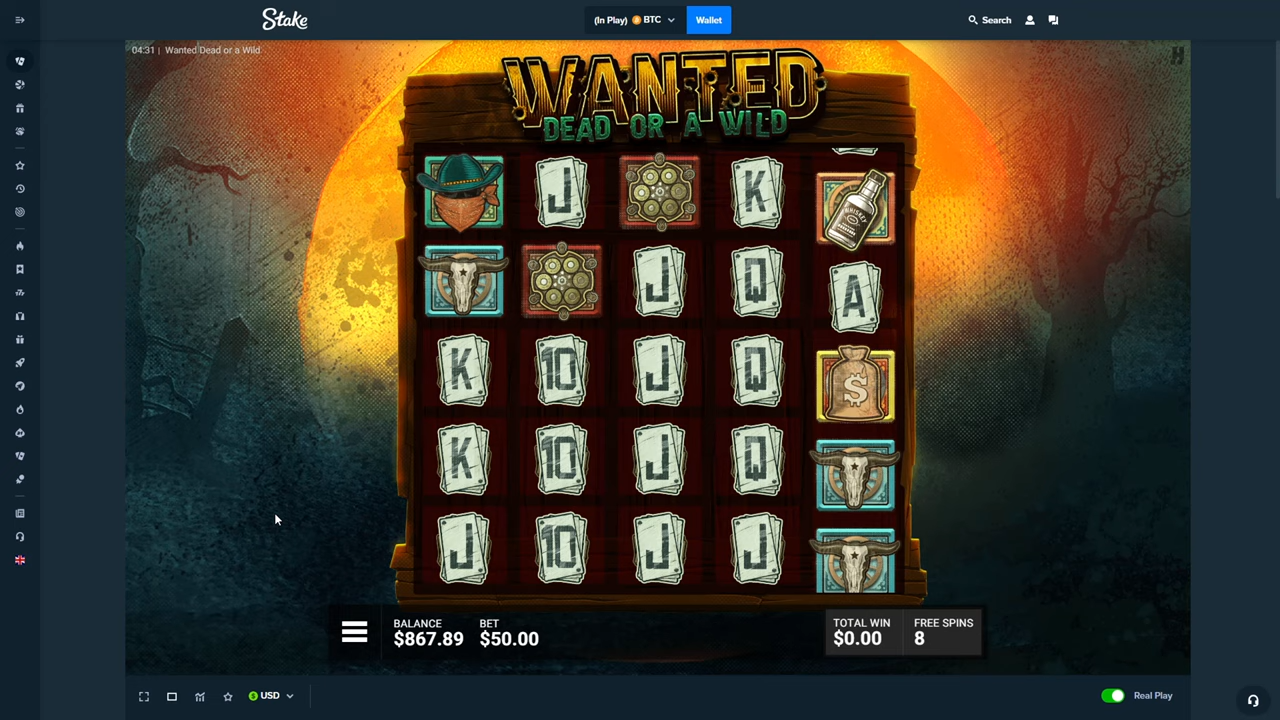 Stake
(In Play) BTC
Wallet
Search
04:31 | Wanted Dead or a Wild
WANTED
DEAD OR A WILD
J K
WHISKEY
J Q A
K 10 J Q $
K 10 J Q
J 10 J J
BALANCE
$867.89
BET
$50.00
TOTAL WIN
$0.00
FREE SPINS
8
USD
Real Play